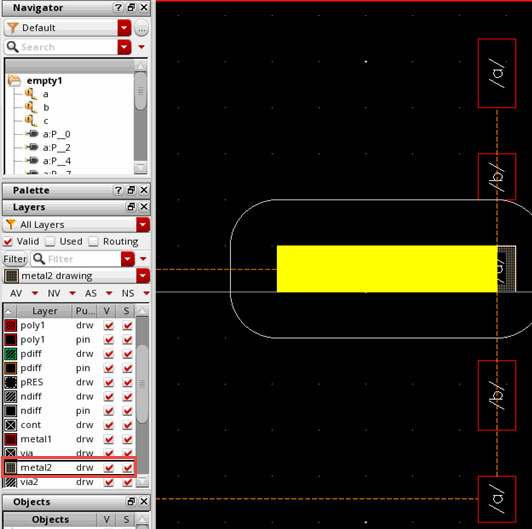 Navigator
Default
Search
empty1
a
b
c
a:P__0
a:P__2
a:P__4
Palette
Layers
All Layers
Valid Used Routing
Filter Filter
metal2 drawing
AV NV AS NS
Layer Pu... V S
poly1 drw
poly1 pin
pdiff drw
pdiff pin
pRES drw
ndiff drw
ndiff pin
cont drw
metal1 drw
via drw
metal2 drw
via2 drw
Objects
Objects V S
/a/
/b/
/a/
/b/
/a/